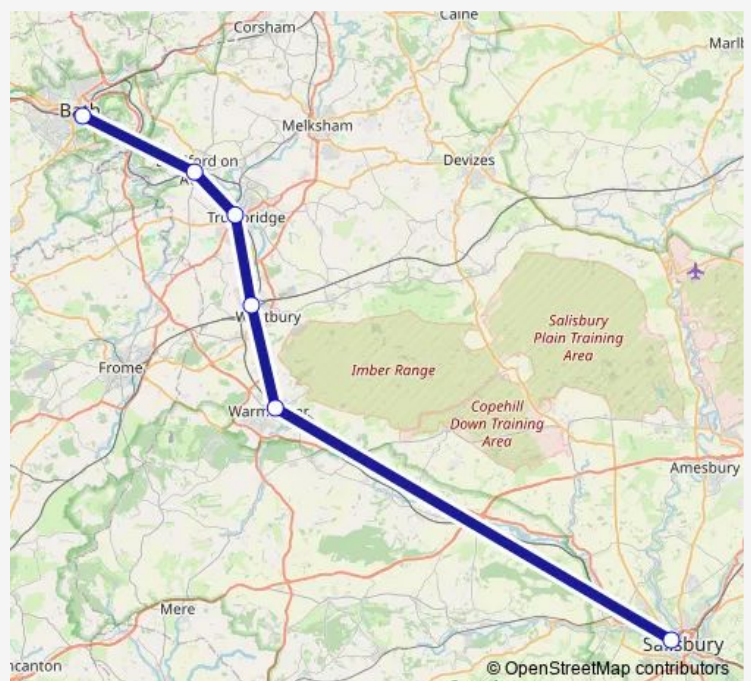 Corsham
Calne
Marlb
Bath
Melksham
Devizes
Salisbury
Plain Training
Area
Frome
Imber Range
Copehill
Down Training
Area
Amesbury
Mere
Salisbury
ncanton
© OpenStreetMap contributors